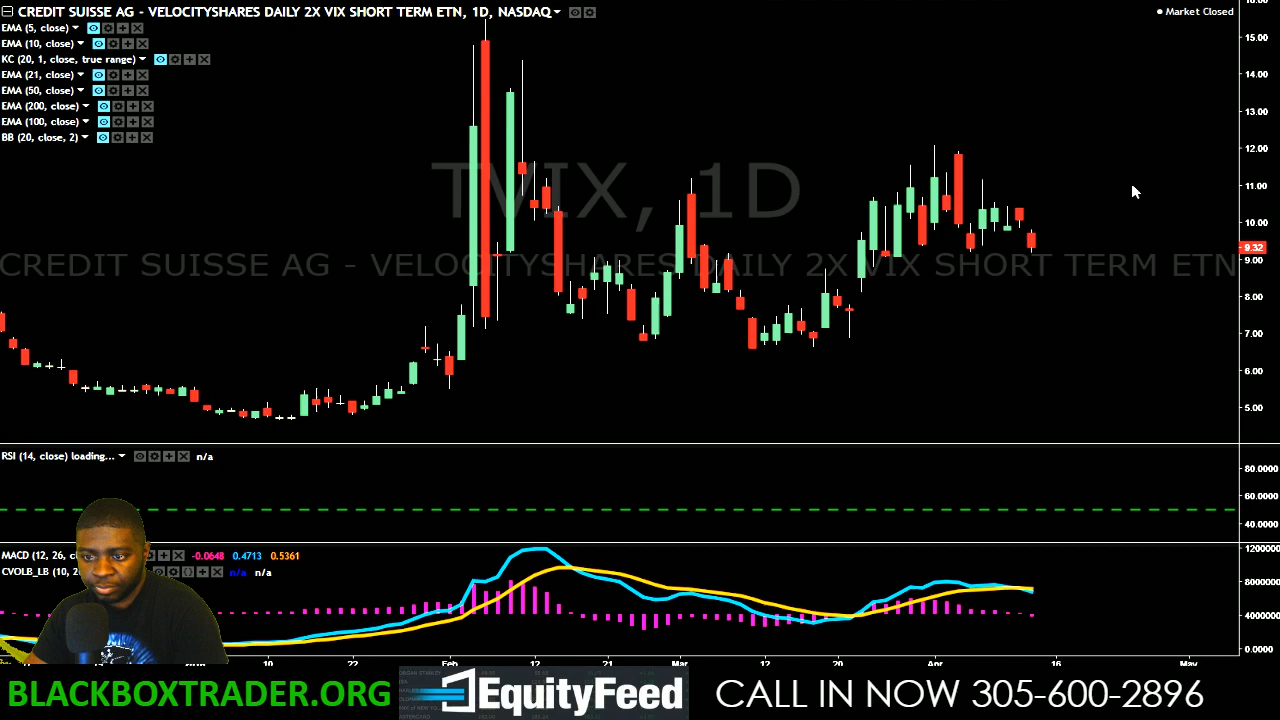 CREDIT SUISSE AG - VELOCITYSHARES DAILY 2X VIX SHORT TERM ETN, 1D, NASDAQ
Market Closed
EMA (5, close)
EMA (10, close)
KC (20, 1, close, true range)
EMA (21, close)
EMA (50, close)
EMA (200, close)
EMA (100, close)
BB (20, close, 2)
TVIX, 1D
CREDIT SUISSE AG - VELOCITYSHARES DAILY 2X VIX SHORT TERM ETN
15.00
14.00
13.00
12.00
11.00
10.00
9.32
9.00
8.00
7.00
6.00
5.00
RSI (14, close) loading... n/a
80.0000
60.0000
40.0000
MACD (12, 26, -0.0648 0.4713 0.5361
CVOLB_LB (10, n/a n/a
0.0000
10 22 Feb 12 21 Mar 12 20 Apr 16 May
BLACKBOXTRADER.ORG
EquityFeed
CALL IN NOW 305-600-2896